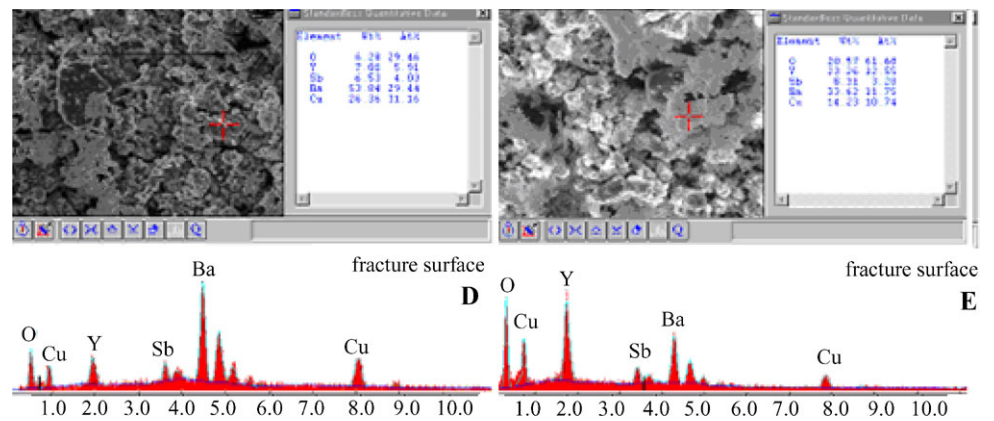 Standardless Quantitative Data
Element Wt% At%
O 6.28 29.46
Y 7.00 5.91
Sb 6.53 4.03
Ba 53.84 29.44
Cu 26.36 31.16
Standardless Quantitative Data
Element Wt% At%
O 61.68
Y 23.26 12.55
Sb 8.31 3.28
Ba 33.62 11.75
Cu 14.23 10.74
Q
Q
fracture surface
D
O
Cu
Y
Sb
Ba
Cu
1.0 2.0 3.0 4.0 5.0 6.0 7.0 8.0 9.0 10.0
fracture surface
E
O
Cu
Y
Sb
Ba
Cu
1.0 2.0 3.0 4.0 5.0 6.0 7.0 8.0 9.0 10.0